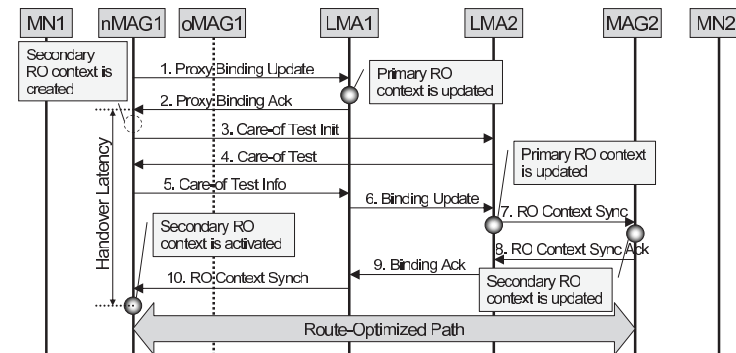 MN1 nMAG1 oMAG1 LMA1 LMA2 MAG2 MN2
Secondary
RO context is
created
1. Proxy Binding Update
Primary RO
context is updated
2. Proxy Binding Ack
3. Care-of Test Init
4. Care-of Test
Primary RO context
is updated
5. Care-of Test Info
6. Binding Update
7. RO Context Sync
Handover Latency
Secondary RO
context is activated
8. RO Context Sync Ack
9. Binding Ack
10. RO Context Synch
Secondary RO
context is updated
Route-Optimized Path